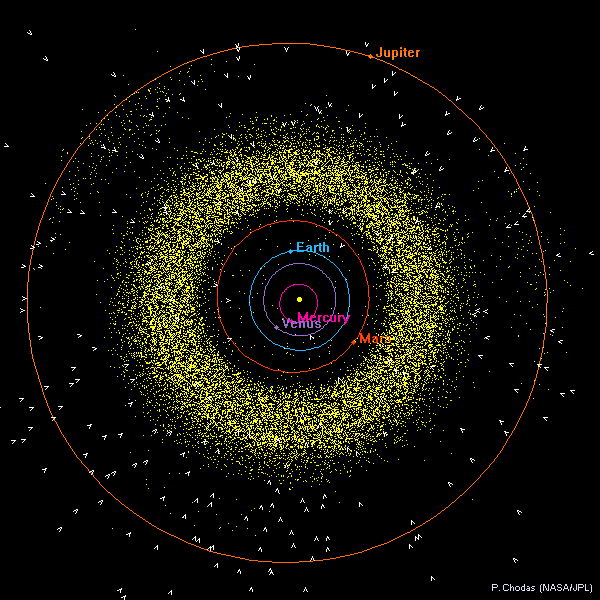 Jupiter
Earth
Mercury
Venus
Mars
P. Chodas (NASA/JPL)